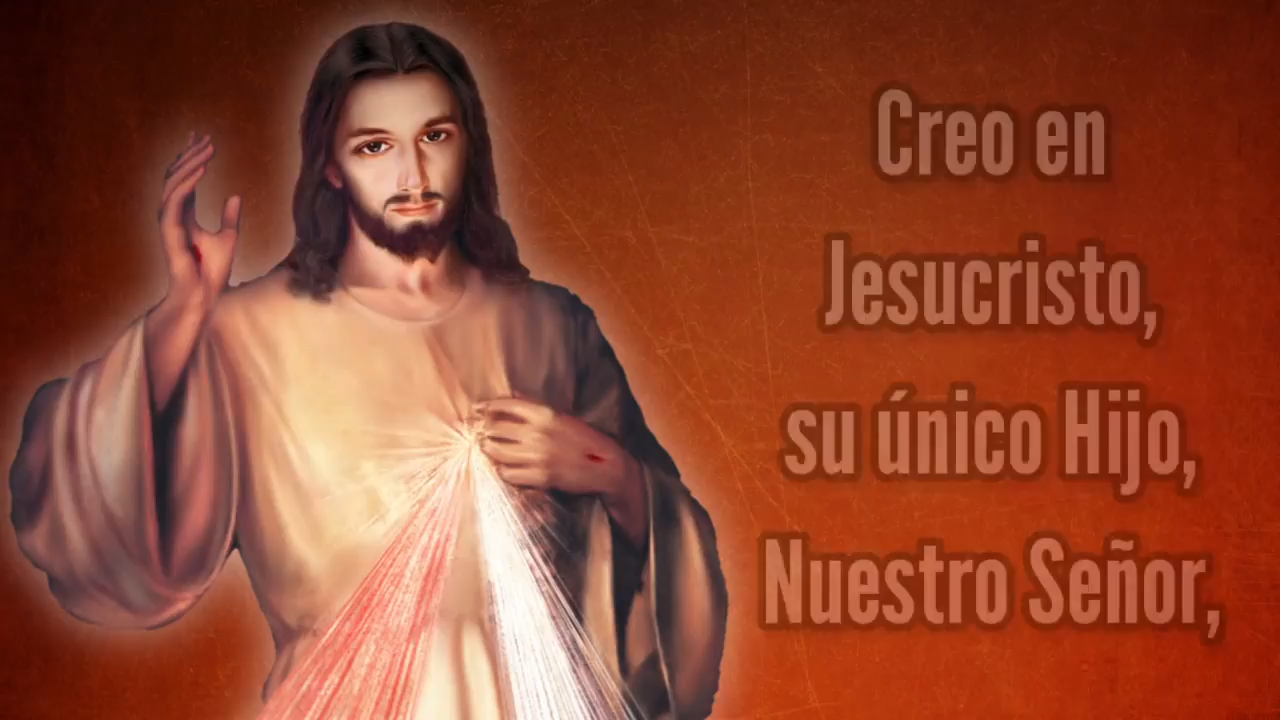 Creo en
Jesucristo,
su único Hijo,
Nuestro Señor,